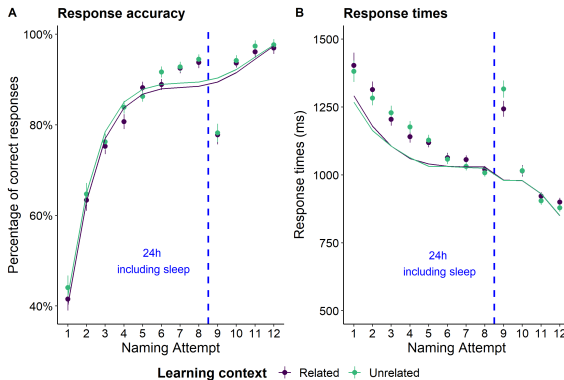 A Response accuracy
100%
80%
60%
40%
Percentage of correct responses
24h
including sleep
1 2 3 4 5 6 7 8 9 10 11 12
Naming Attempt
B Response times
1500
1250
1000
750
500
Response times (ms)
24h
including sleep
1 2 3 4 5 6 7 8 9 10 11 12
Naming Attempt
Learning context Related Unrelated